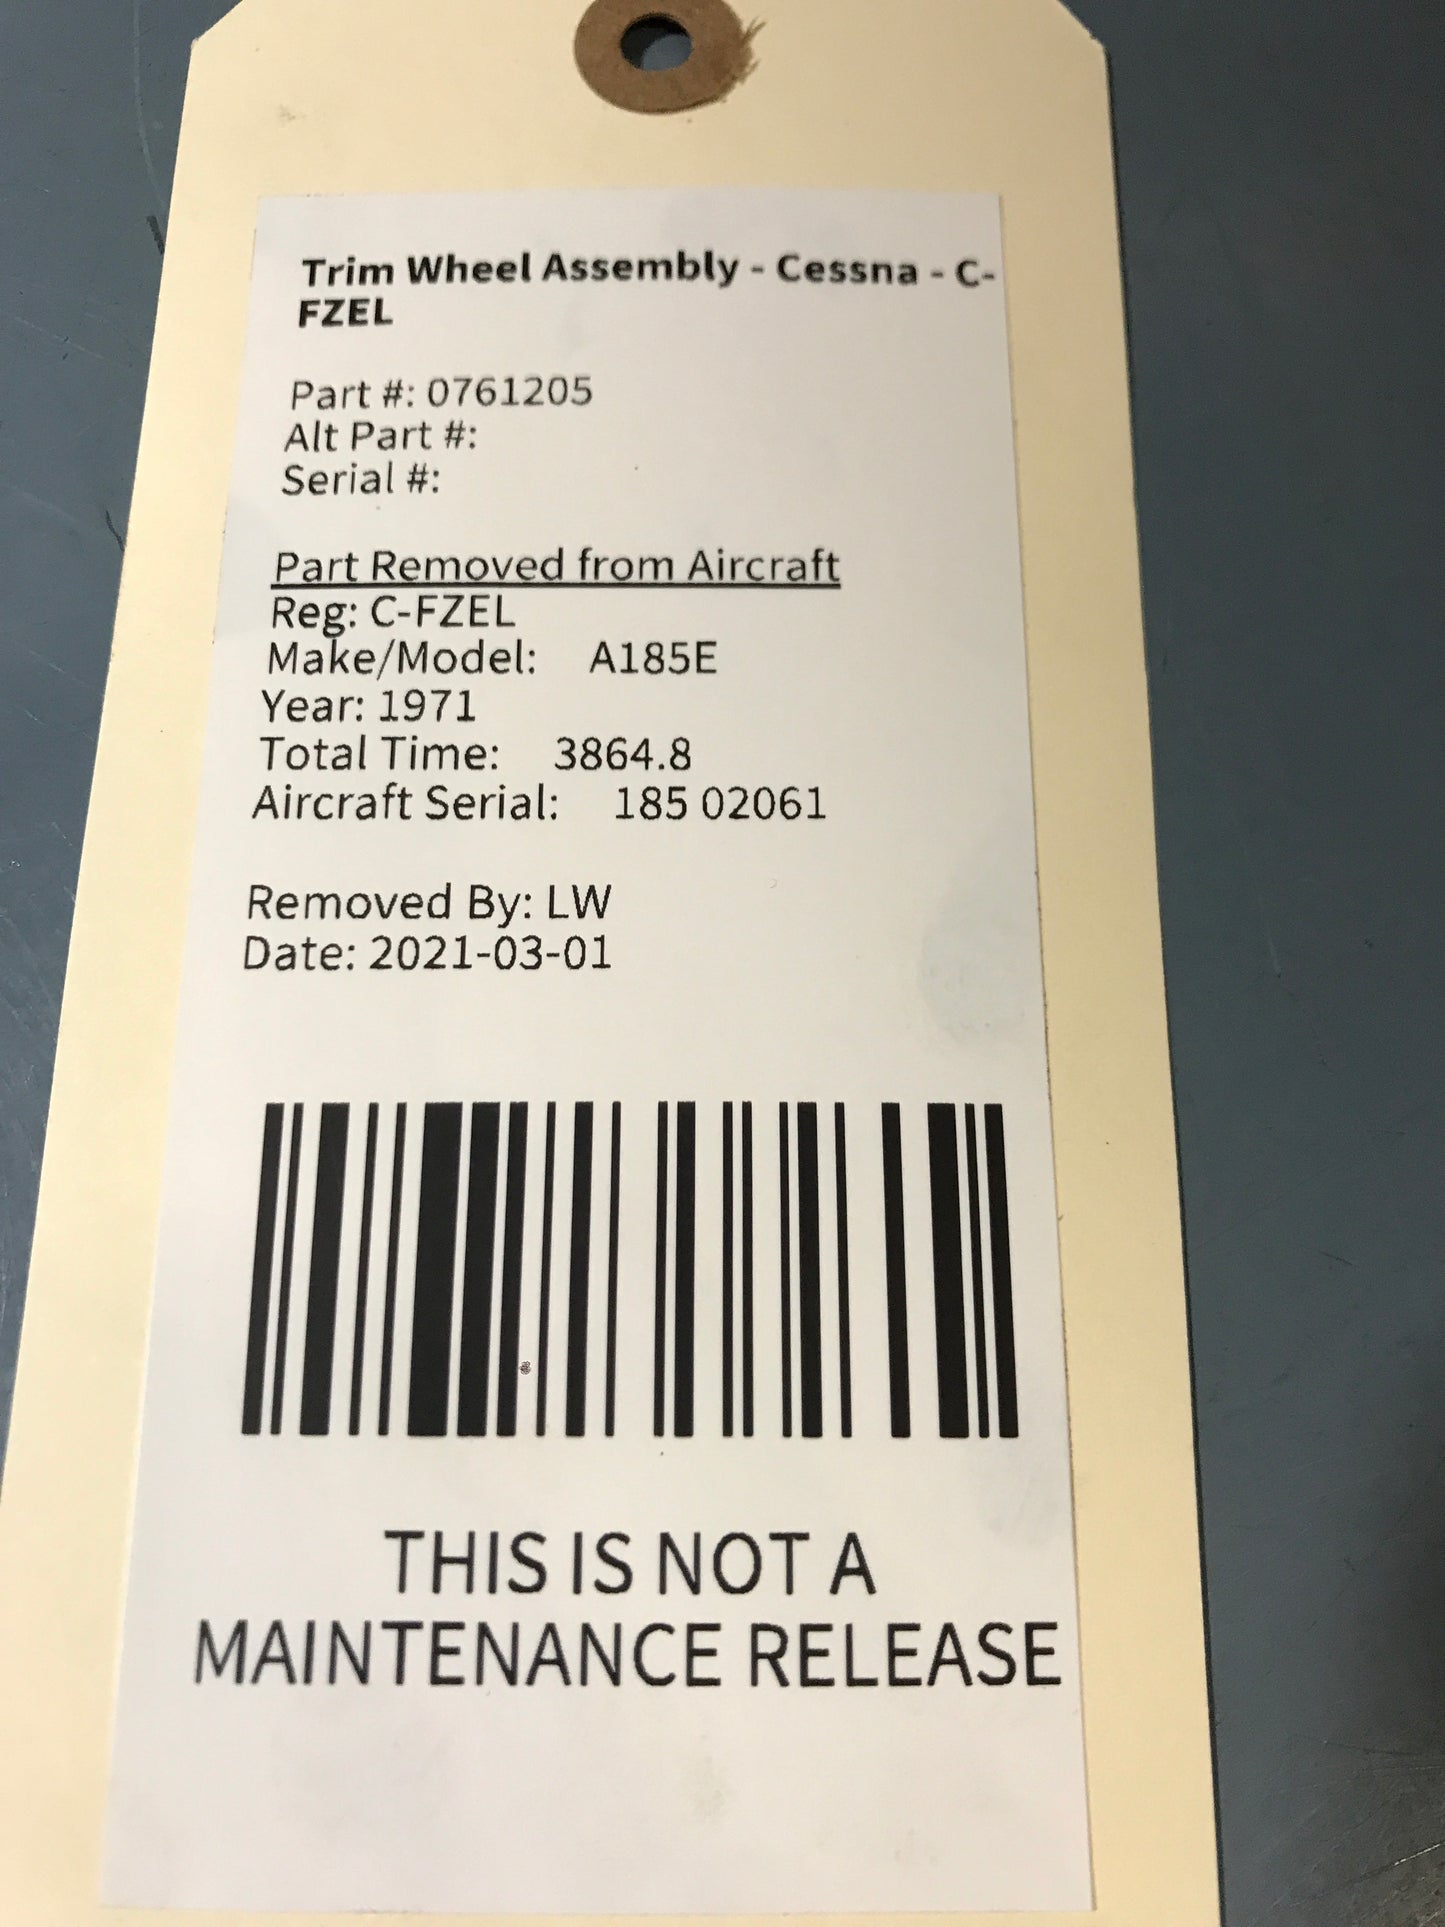 Trim Wheel Assembly - Cessna - C-
FZEL
Part #: 0761205
Alt Part #:
Serial #:
Part Removed from Aircraft
Reg: C-FZEL
Make/Model: A185E
Year: 1971
Total Time: 3864.8
Aircraft Serial: 185 02061
Removed By: LW
Date: 2021-03-01
THIS IS NOT A
MAINTENANCE RELEASE